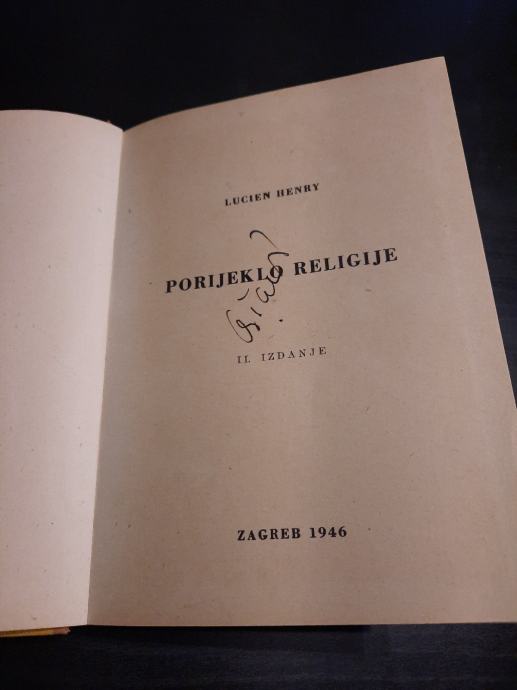 LUCIEN HENRY
PORIJEKLO RELIGIJE
II. IZDANJE
ZAGREB 1946